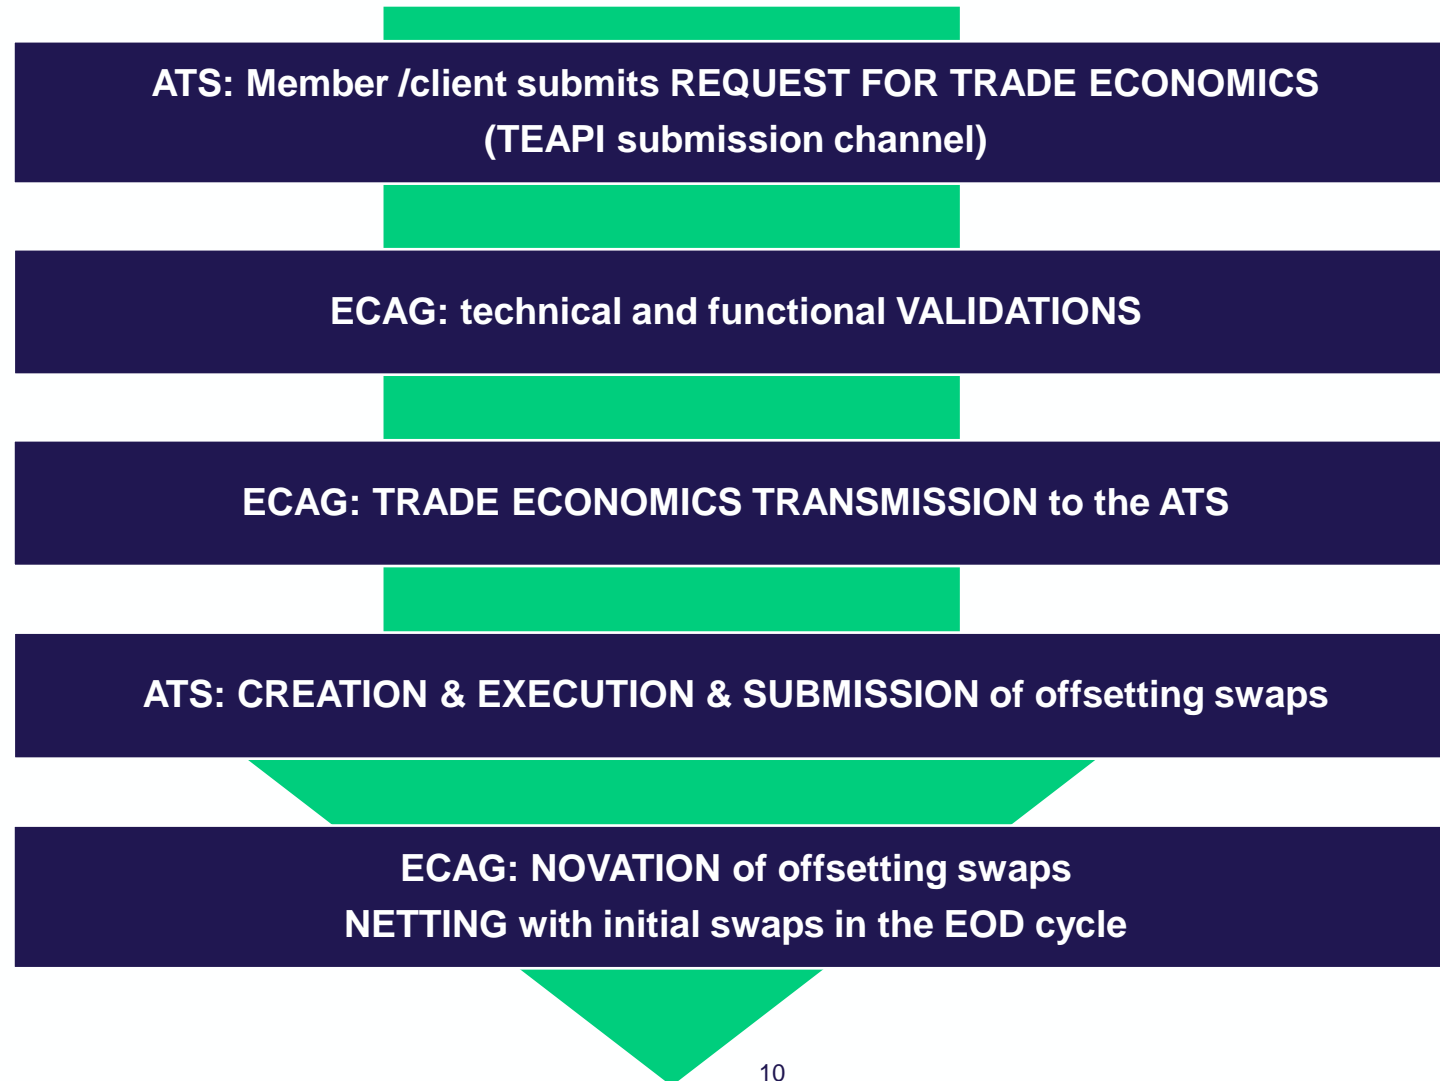 ATS: Member /client submits REQUEST FOR TRADE ECONOMICS
(TEAPI submission channel)
ECAG: technical and functional VALIDATIONS
ECAG: TRADE ECONOMICS TRANSMISSION to the ATS
ATS: CREATION & EXECUTION & SUBMISSION of offsetting swaps
ECAG: NOVATION of offsetting swaps
NETTING with initial swaps in the EOD cycle
10